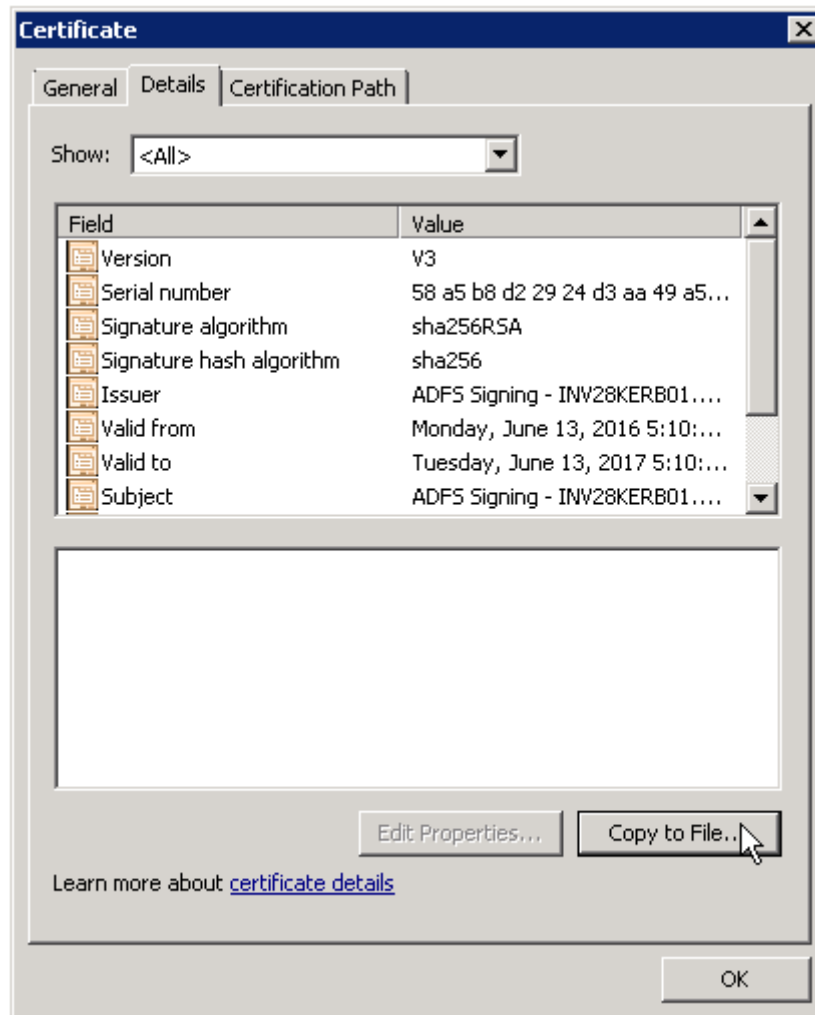 Certificate
General Details Certification Path
Show: <All>
Field Value
Version V3
Serial number 58 a5 b8 d2 29 24 d3 aa 49 a5...
Signature algorithm sha256RSA
Signature hash algorithm sha256
Issuer ADFS Signing - INV28KERB01....
Valid from Monday, June 13, 2016 5:10:...
Valid to Tuesday, June 13, 2017 5:10:...
Subject ADFS Signing - INV28KERB01....
Edit Properties... Copy to File...
Learn more about certificate details
OK